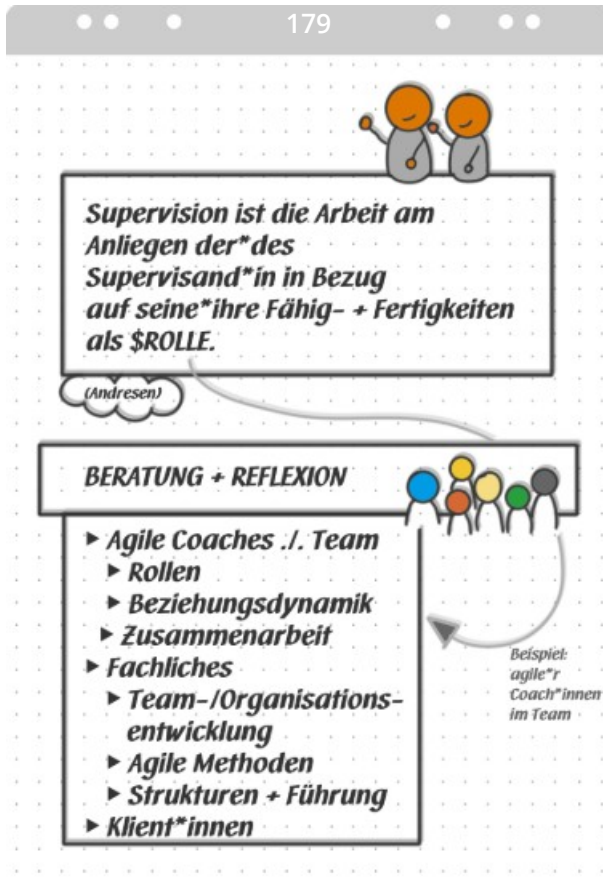 179
Supervision ist die Arbeit am
Anliegen der*des
Supervisand*in in Bezug
auf seine*ihre Fähig- + Fertigkeiten
als $ROLLE.
(Andresen)
BERATUNG + REFLEXION
▸ Agile Coaches ./. Team
▸ Rollen
▸ Beziehungsdynamik
▸ Zusammenarbeit
▸ Fachliches
▸ Team-/Organisations-
entwicklung
▸ Agile Methoden
▸ Strukturen + Führung
▸ Klient*innen
Beispiel:
agile*r
Coach*innen
im Team